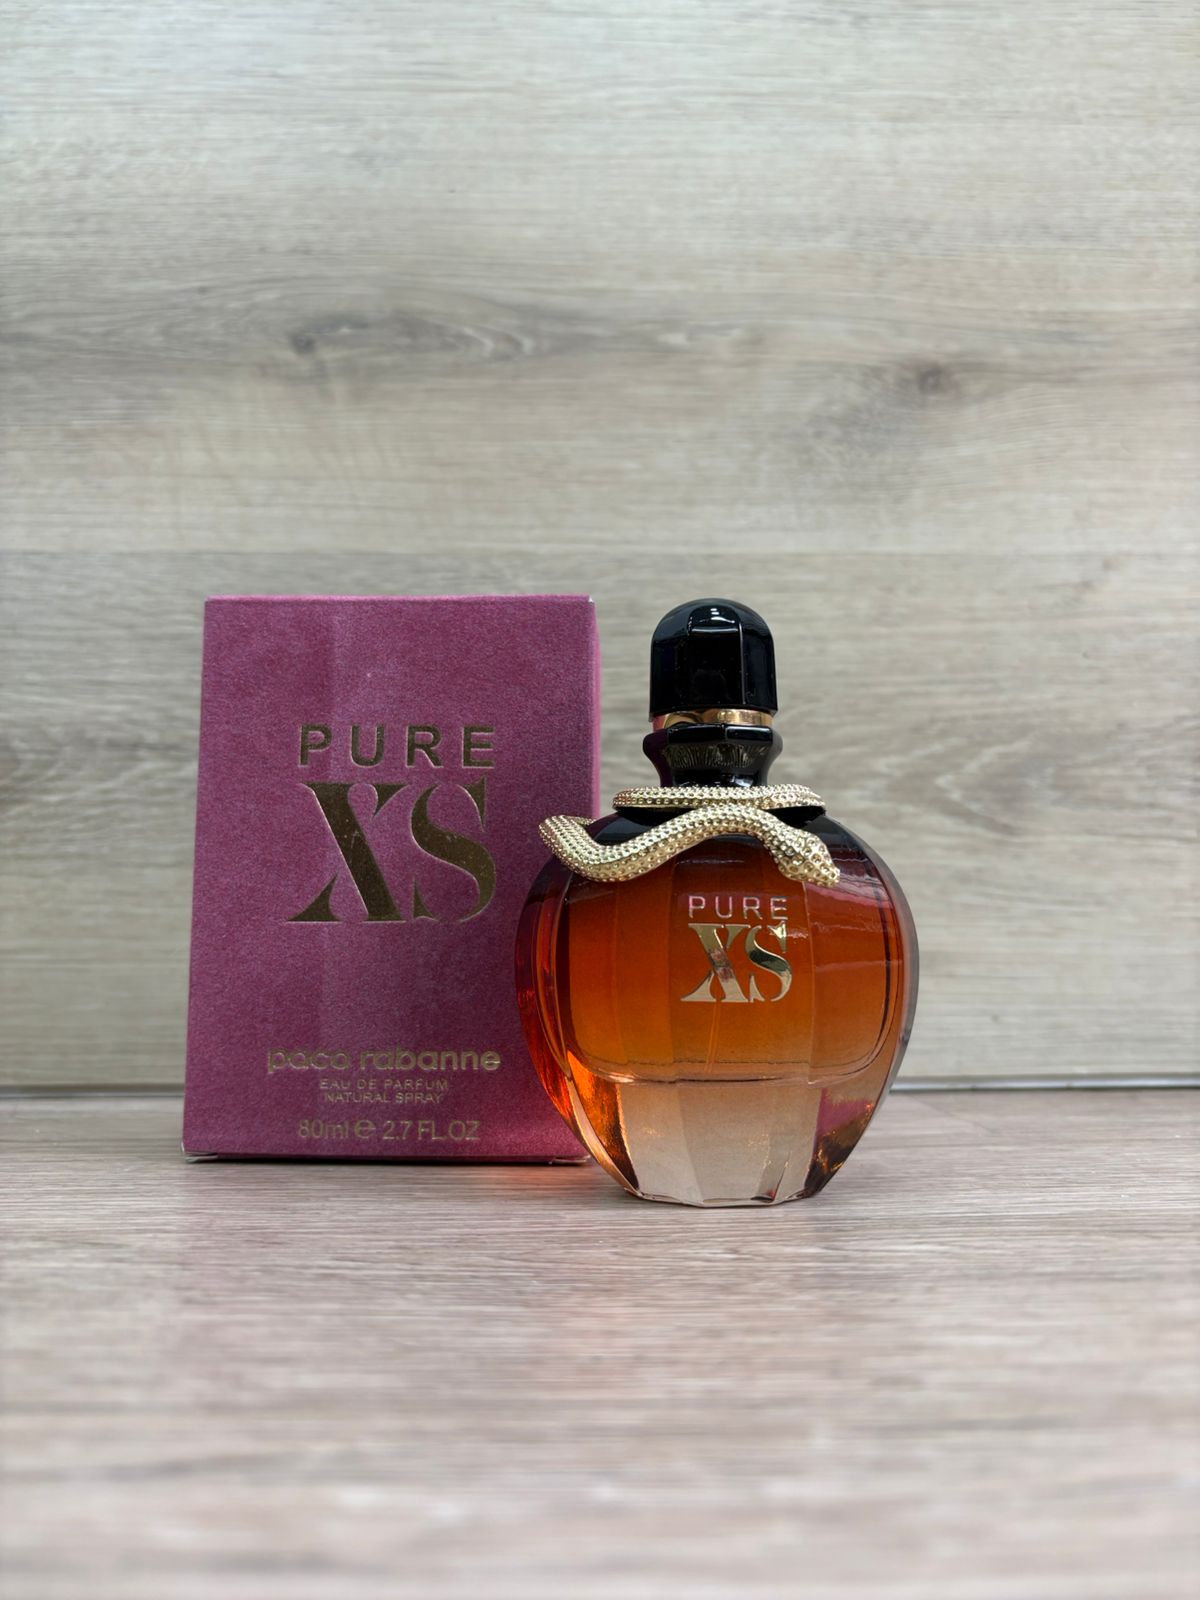 PURE
XS
paco rabanne
EAU DE PARFUM
NATURAL SPRAY
80ml e 2.7 FL.OZ
PURE
XS